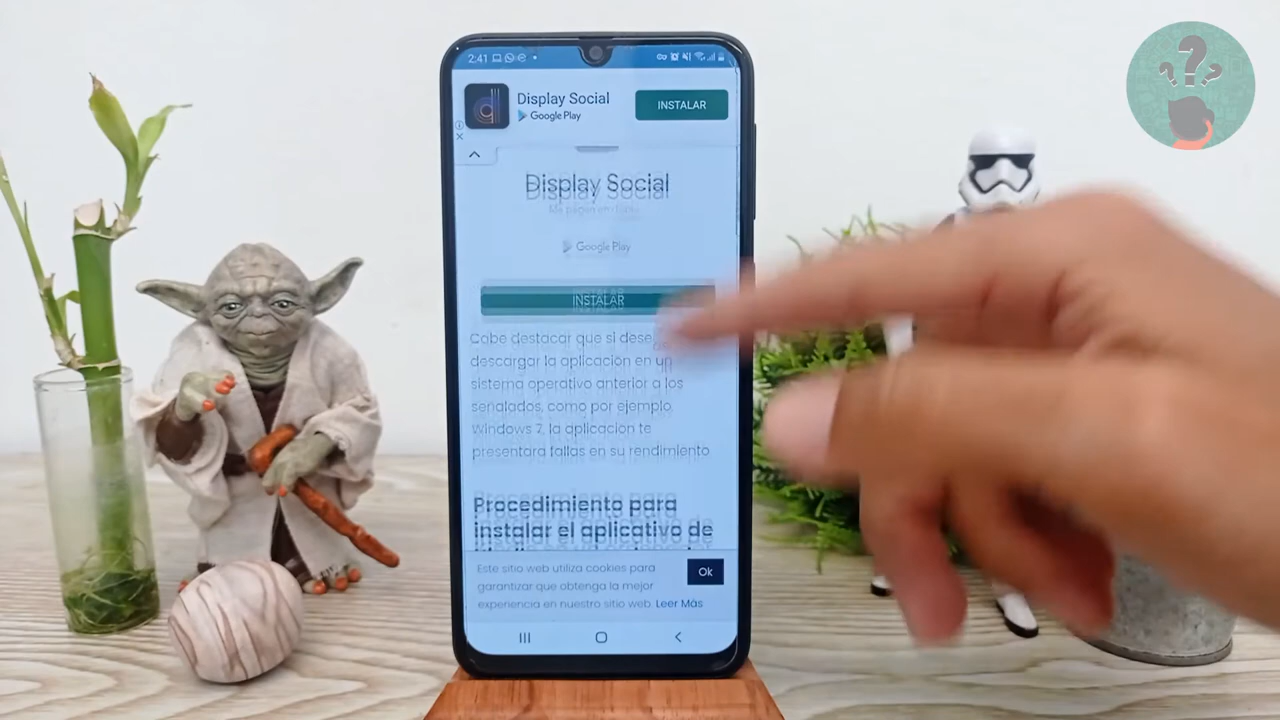 2:41
Display Social
Google Play
INSTALAR
Display Social
Google Play
INSTALAR
Cabe destacar que si
descargar la aplicación en un
sistema operativo anterior a los
señalados, como por ejemplo,
Windows 7, la aplicacion te
presentara fallas en su rendimiento
Procedimiento para
instalar el aplicativo de
Este sitio web utiliza cookies para
garantizar que obtenga la mejor
experiencia en nuestro sitio web. Leer Más
Ok